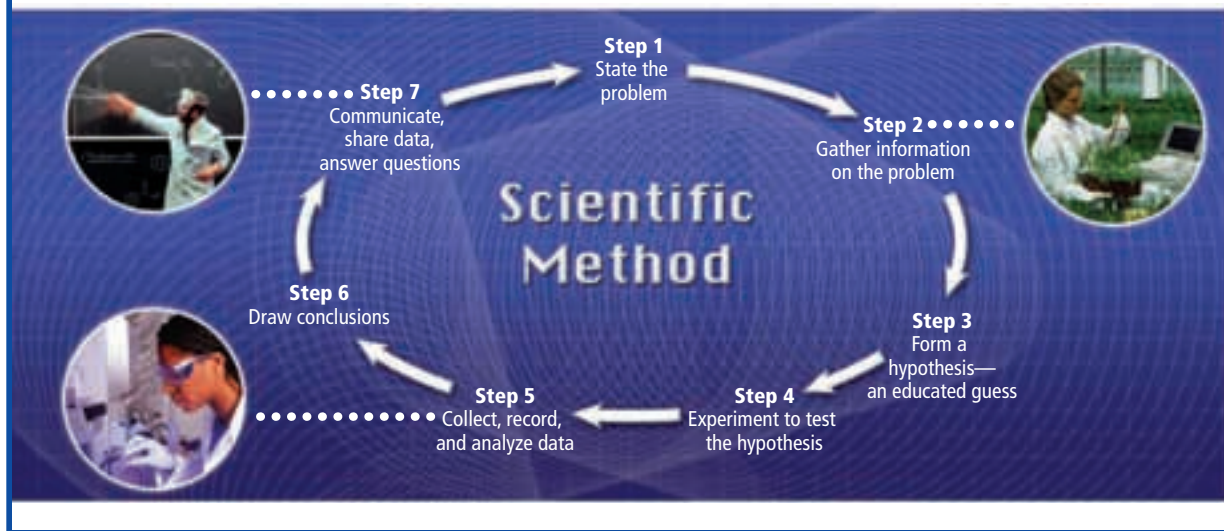 Step 1
State the
problem
Step 2
Gather information
on the problem
Step 3
Form a
hypothesis—
an educated guess
Step 4
Experiment to test
the hypothesis
Step 5
Collect, record,
and analyze data
Step 6
Draw conclusions
Step 7
Communicate,
share data,
answer questions
Scientific
Method